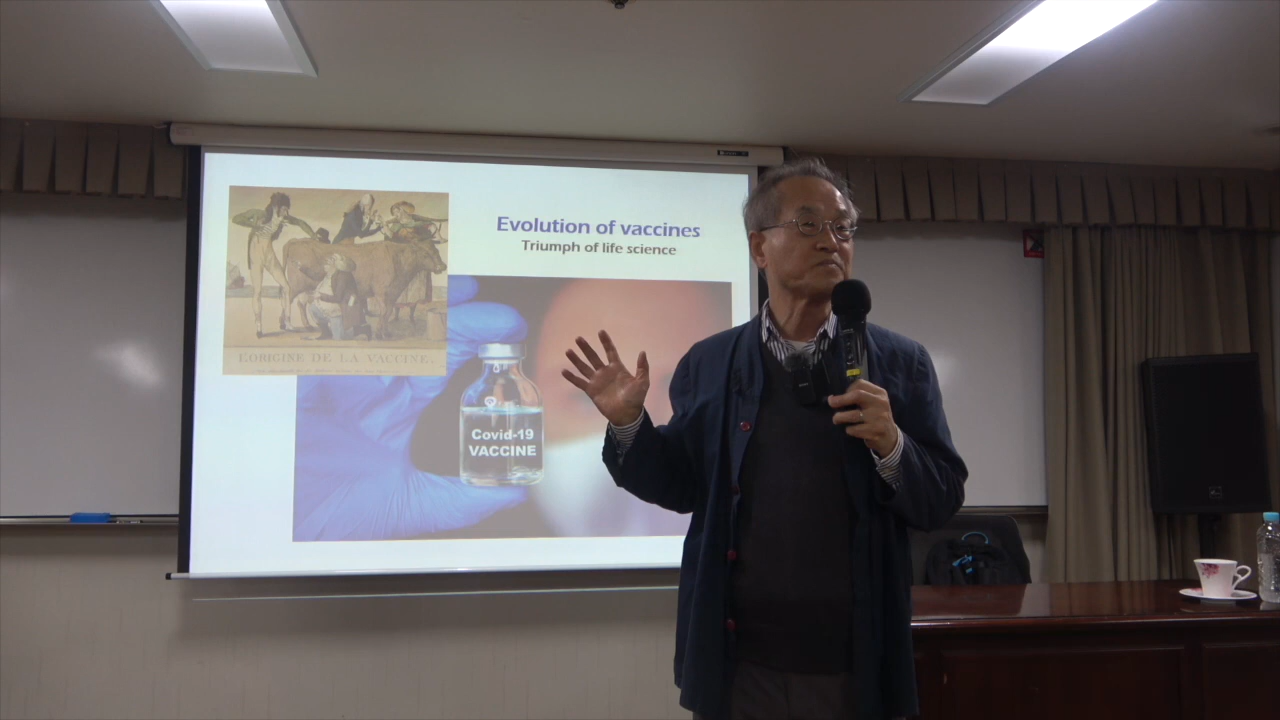 Evolution of vaccines
Triumph of life science
L'ORIGINE DE LA VACCINE.
Covid-19
VACCINE